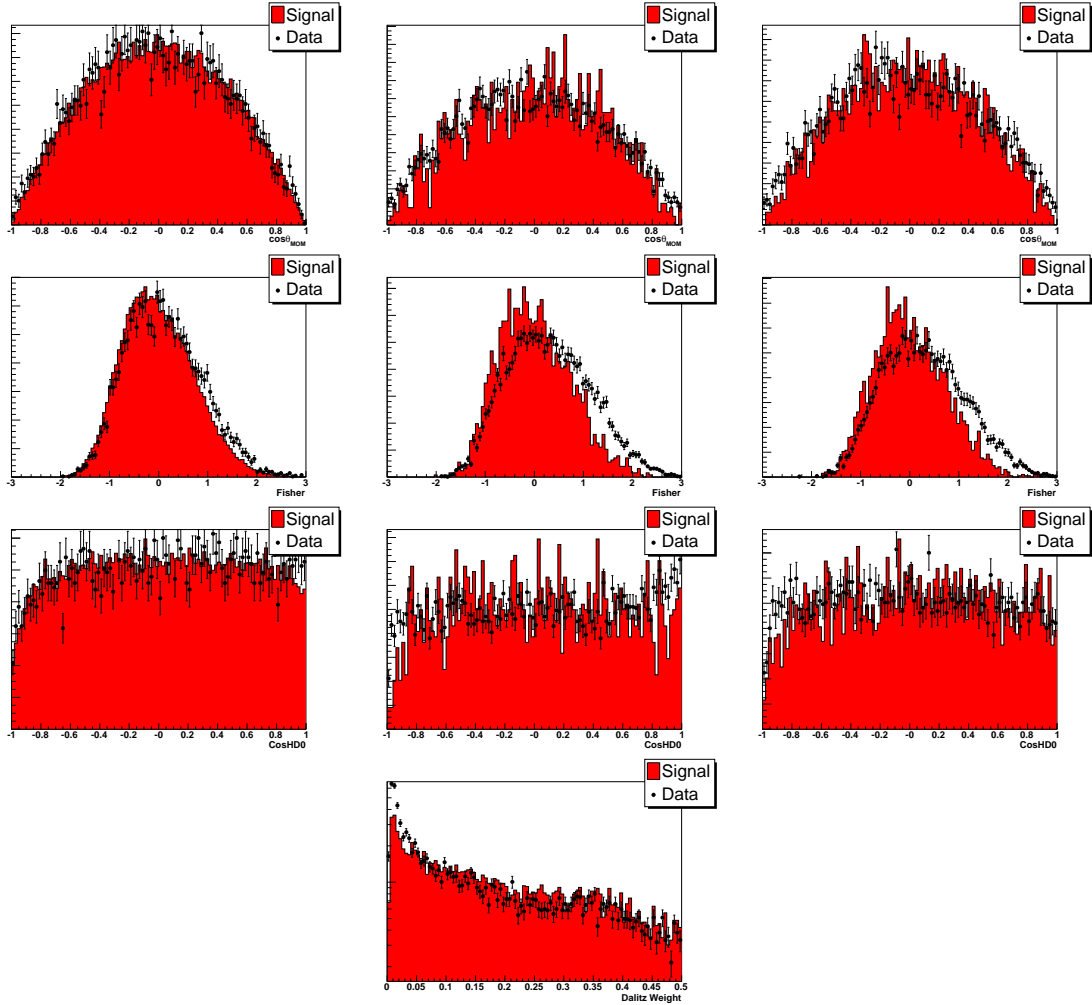 Signal
Data
-1 -0.8 -0.6 -0.4 -0.2 -0 0.2 0.4 0.6 0.8 1
cosθMOM
Signal
Data
-1 -0.8 -0.6 -0.4 -0.2 -0 0.2 0.4 0.6 0.8 1
cosθMOM
Signal
Data
-1 -0.8 -0.6 -0.4 -0.2 -0 0.2 0.4 0.6 0.8 1
cosθMOM
Signal
Data
-3 -2 -1 0 1 2 3
Fisher
Signal
Data
-3 -2 -1 0 1 2 3
Fisher
Signal
Data
-3 -2 -1 0 1 2 3
Fisher
Signal
Data
-1 -0.8 -0.6 -0.4 -0.2 -0 0.2 0.4 0.6 0.8 1
CosHD0
Signal
Data
-1 -0.8 -0.6 -0.4 -0.2 -0 0.2 0.4 0.6 0.8 1
CosHD0
Signal
Data
-1 -0.8 -0.6 -0.4 -0.2 -0 0.2 0.4 0.6 0.8 1
CosHD0
Signal
Data
0 0.05 0.1 0.15 0.2 0.25 0.3 0.35 0.4 0.45 0.5
Dalitz Weight